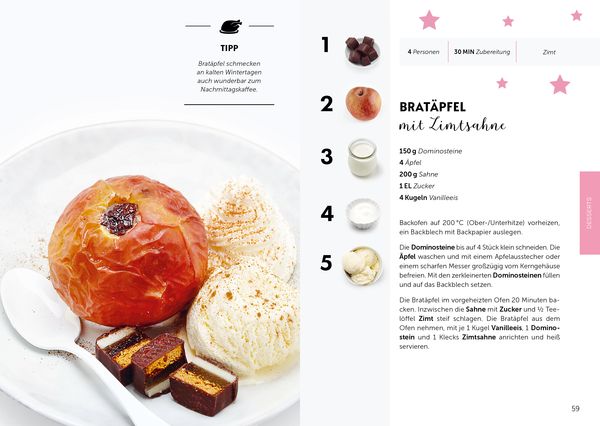 TIPP
Bratäpfel schmecken
an kalten Wintertagen
auch wunderbar zum
Nachmittagskaffee.
1
2
3
4
5
4 Personen
30 MIN Zubereitung
Zimt
BRATÄPFEL
mit Zimtsahne
150 g Dominosteine
4 Äpfel
200 g Sahne
1 EL Zucker
4 Kugeln Vanilleeis
Backofen auf 200 °C (Ober-/Unterhitze) vorheizen,
ein Backblech mit Backpapier auslegen.
Die Dominosteine bis auf 4 Stück klein schneiden. Die
Äpfel waschen und mit einem Apfelausstecher oder
einem scharfen Messer großzügig vom Kerngehäuse
befreien. Mit den zerkleinerten Dominosteinen füllen
und auf das Backblech setzen.
Die Bratäpfel im vorgeheizten Ofen 20 Minuten ba-
cken. Inzwischen die Sahne mit Zucker und ½ Tee-
löffel Zimt steif schlagen. Die Bratäpfel aus dem
Ofen nehmen, mit je 1 Kugel Vanilleeis, 1 Domino-
stein und 1 Klecks Zimtsahne anrichten und heiß
servieren.
DESSERTS
59